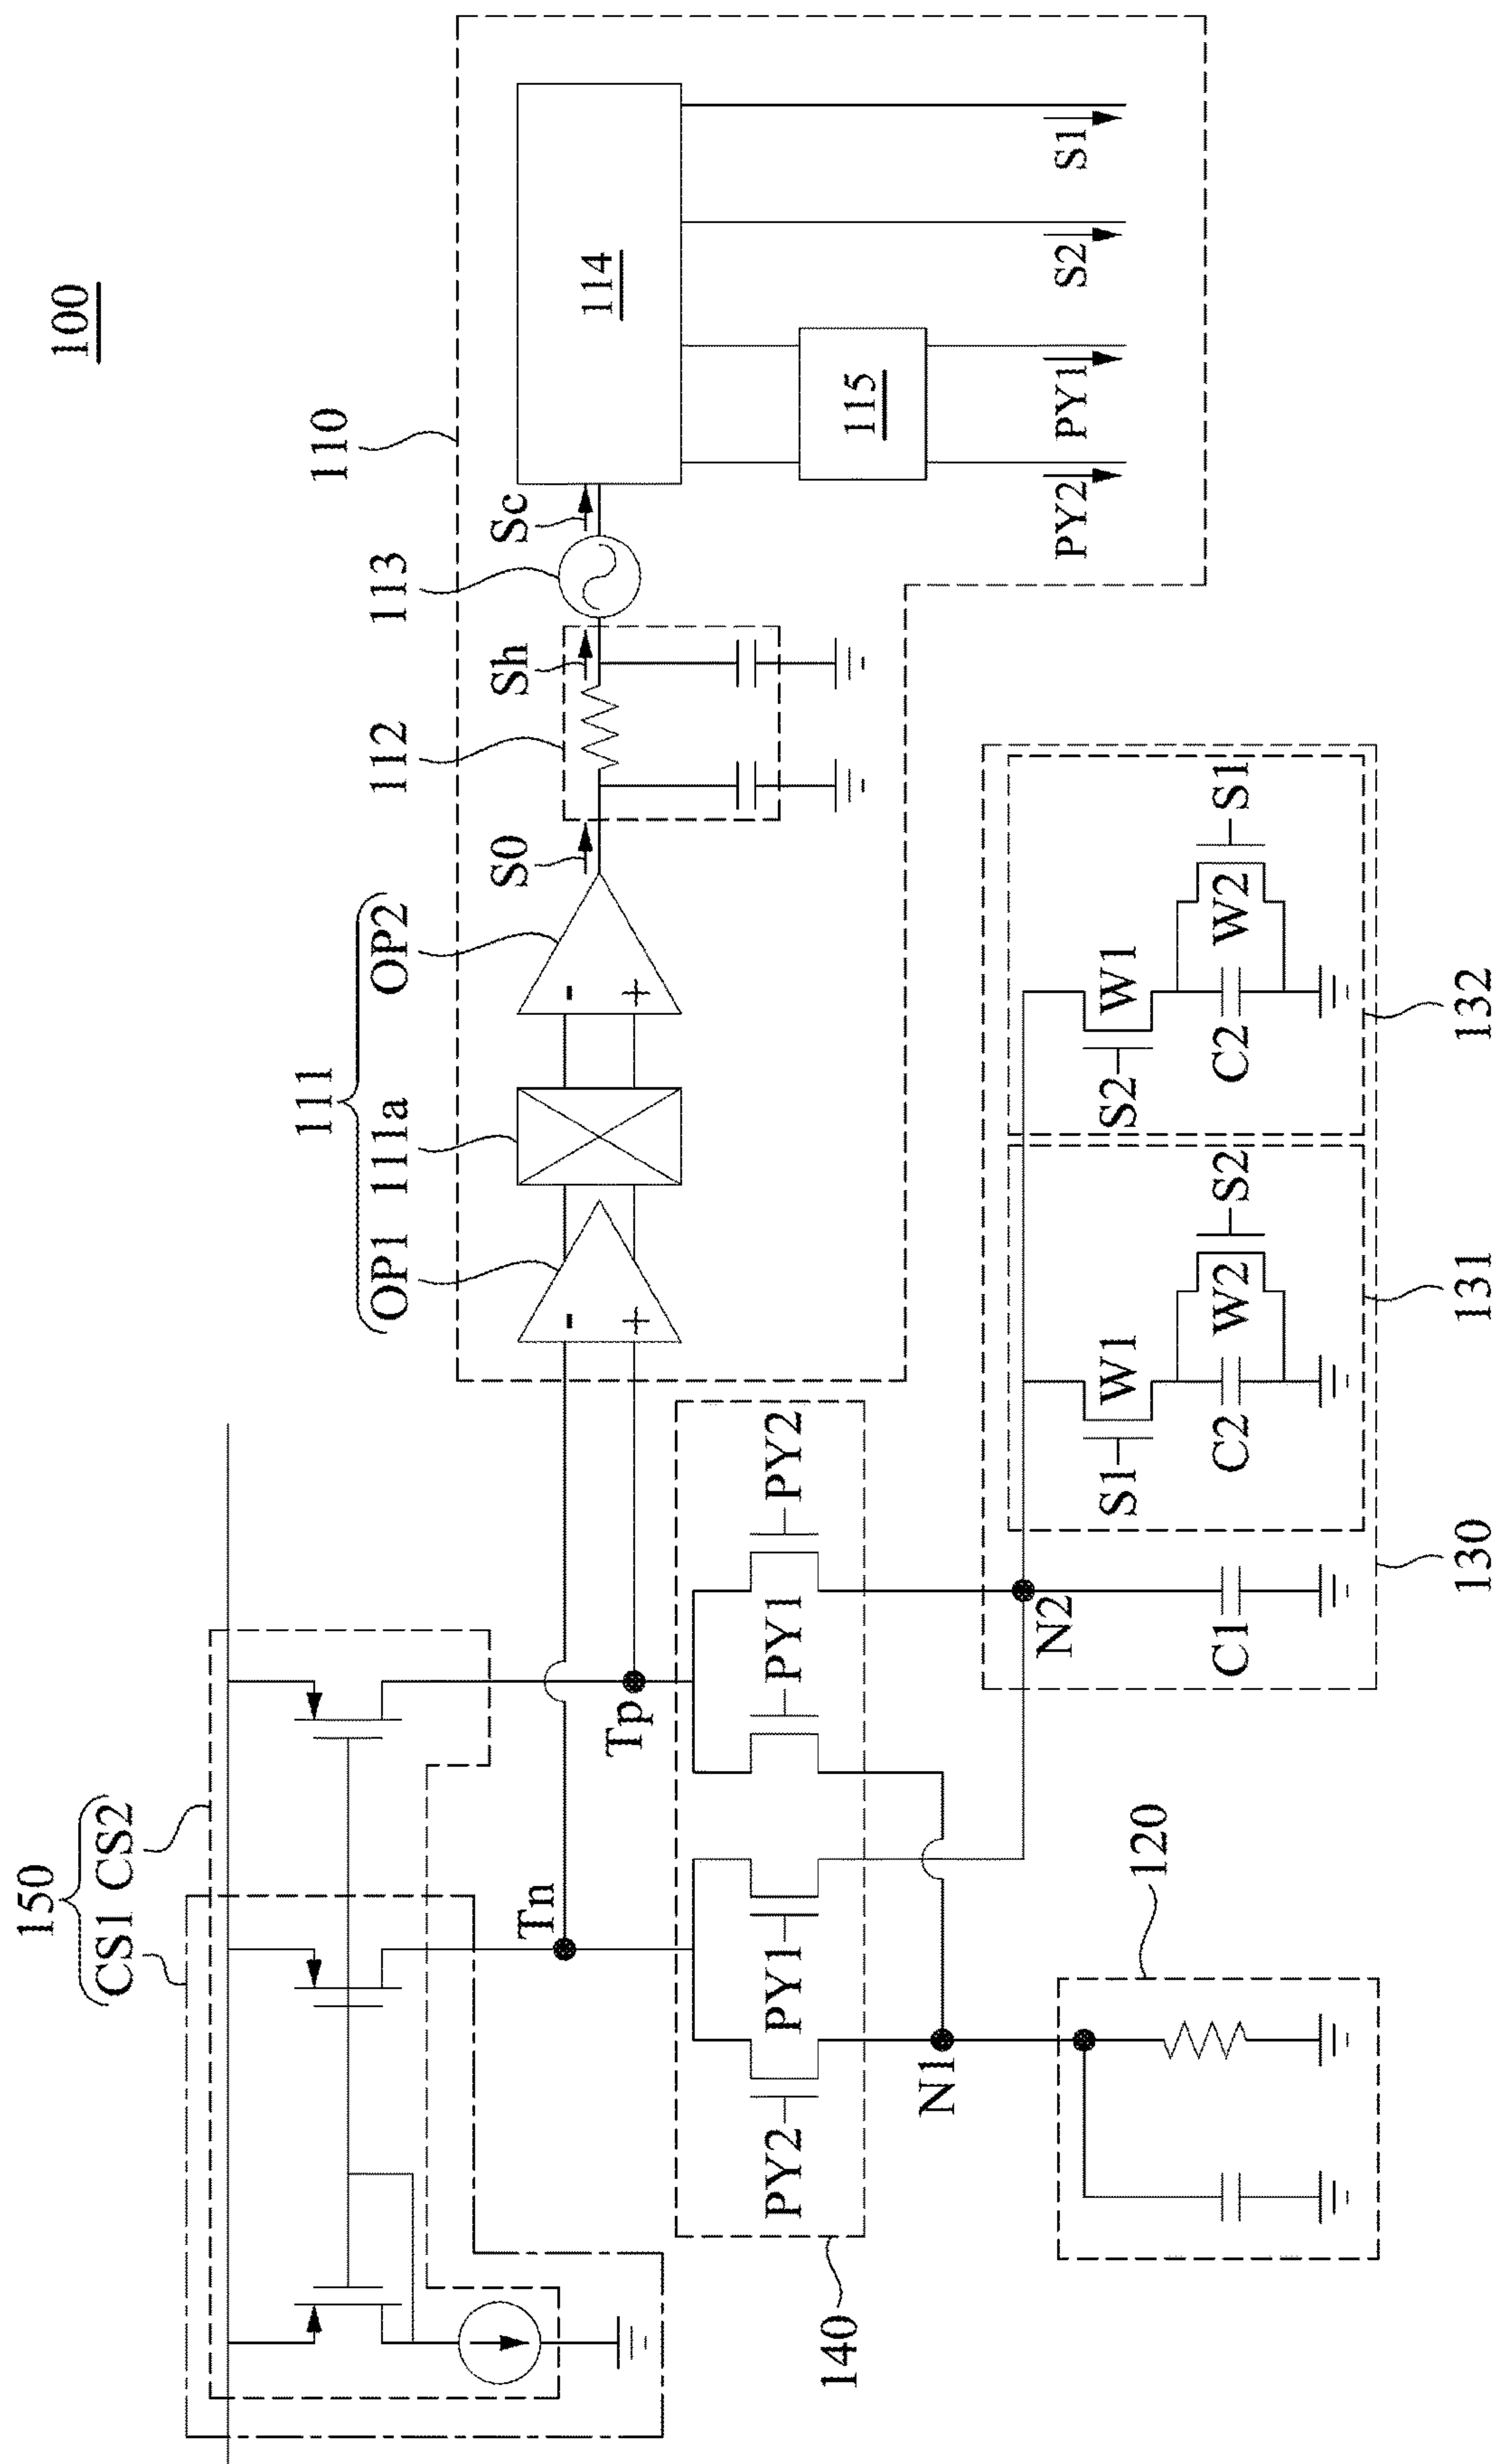 100
150
CS1 CS2
111
OP1 111a OP2
112
113
110
S0
Sh
Sc
114
115
PY2
PY1
S2
S1
Tn
Tp
-
+
-
+
PY2
PY1
PY1
PY2
140
N1
N2
120
C1
S1
W1
C2
W2
S2
S2
W1
C2
W2
S1
130
131
132